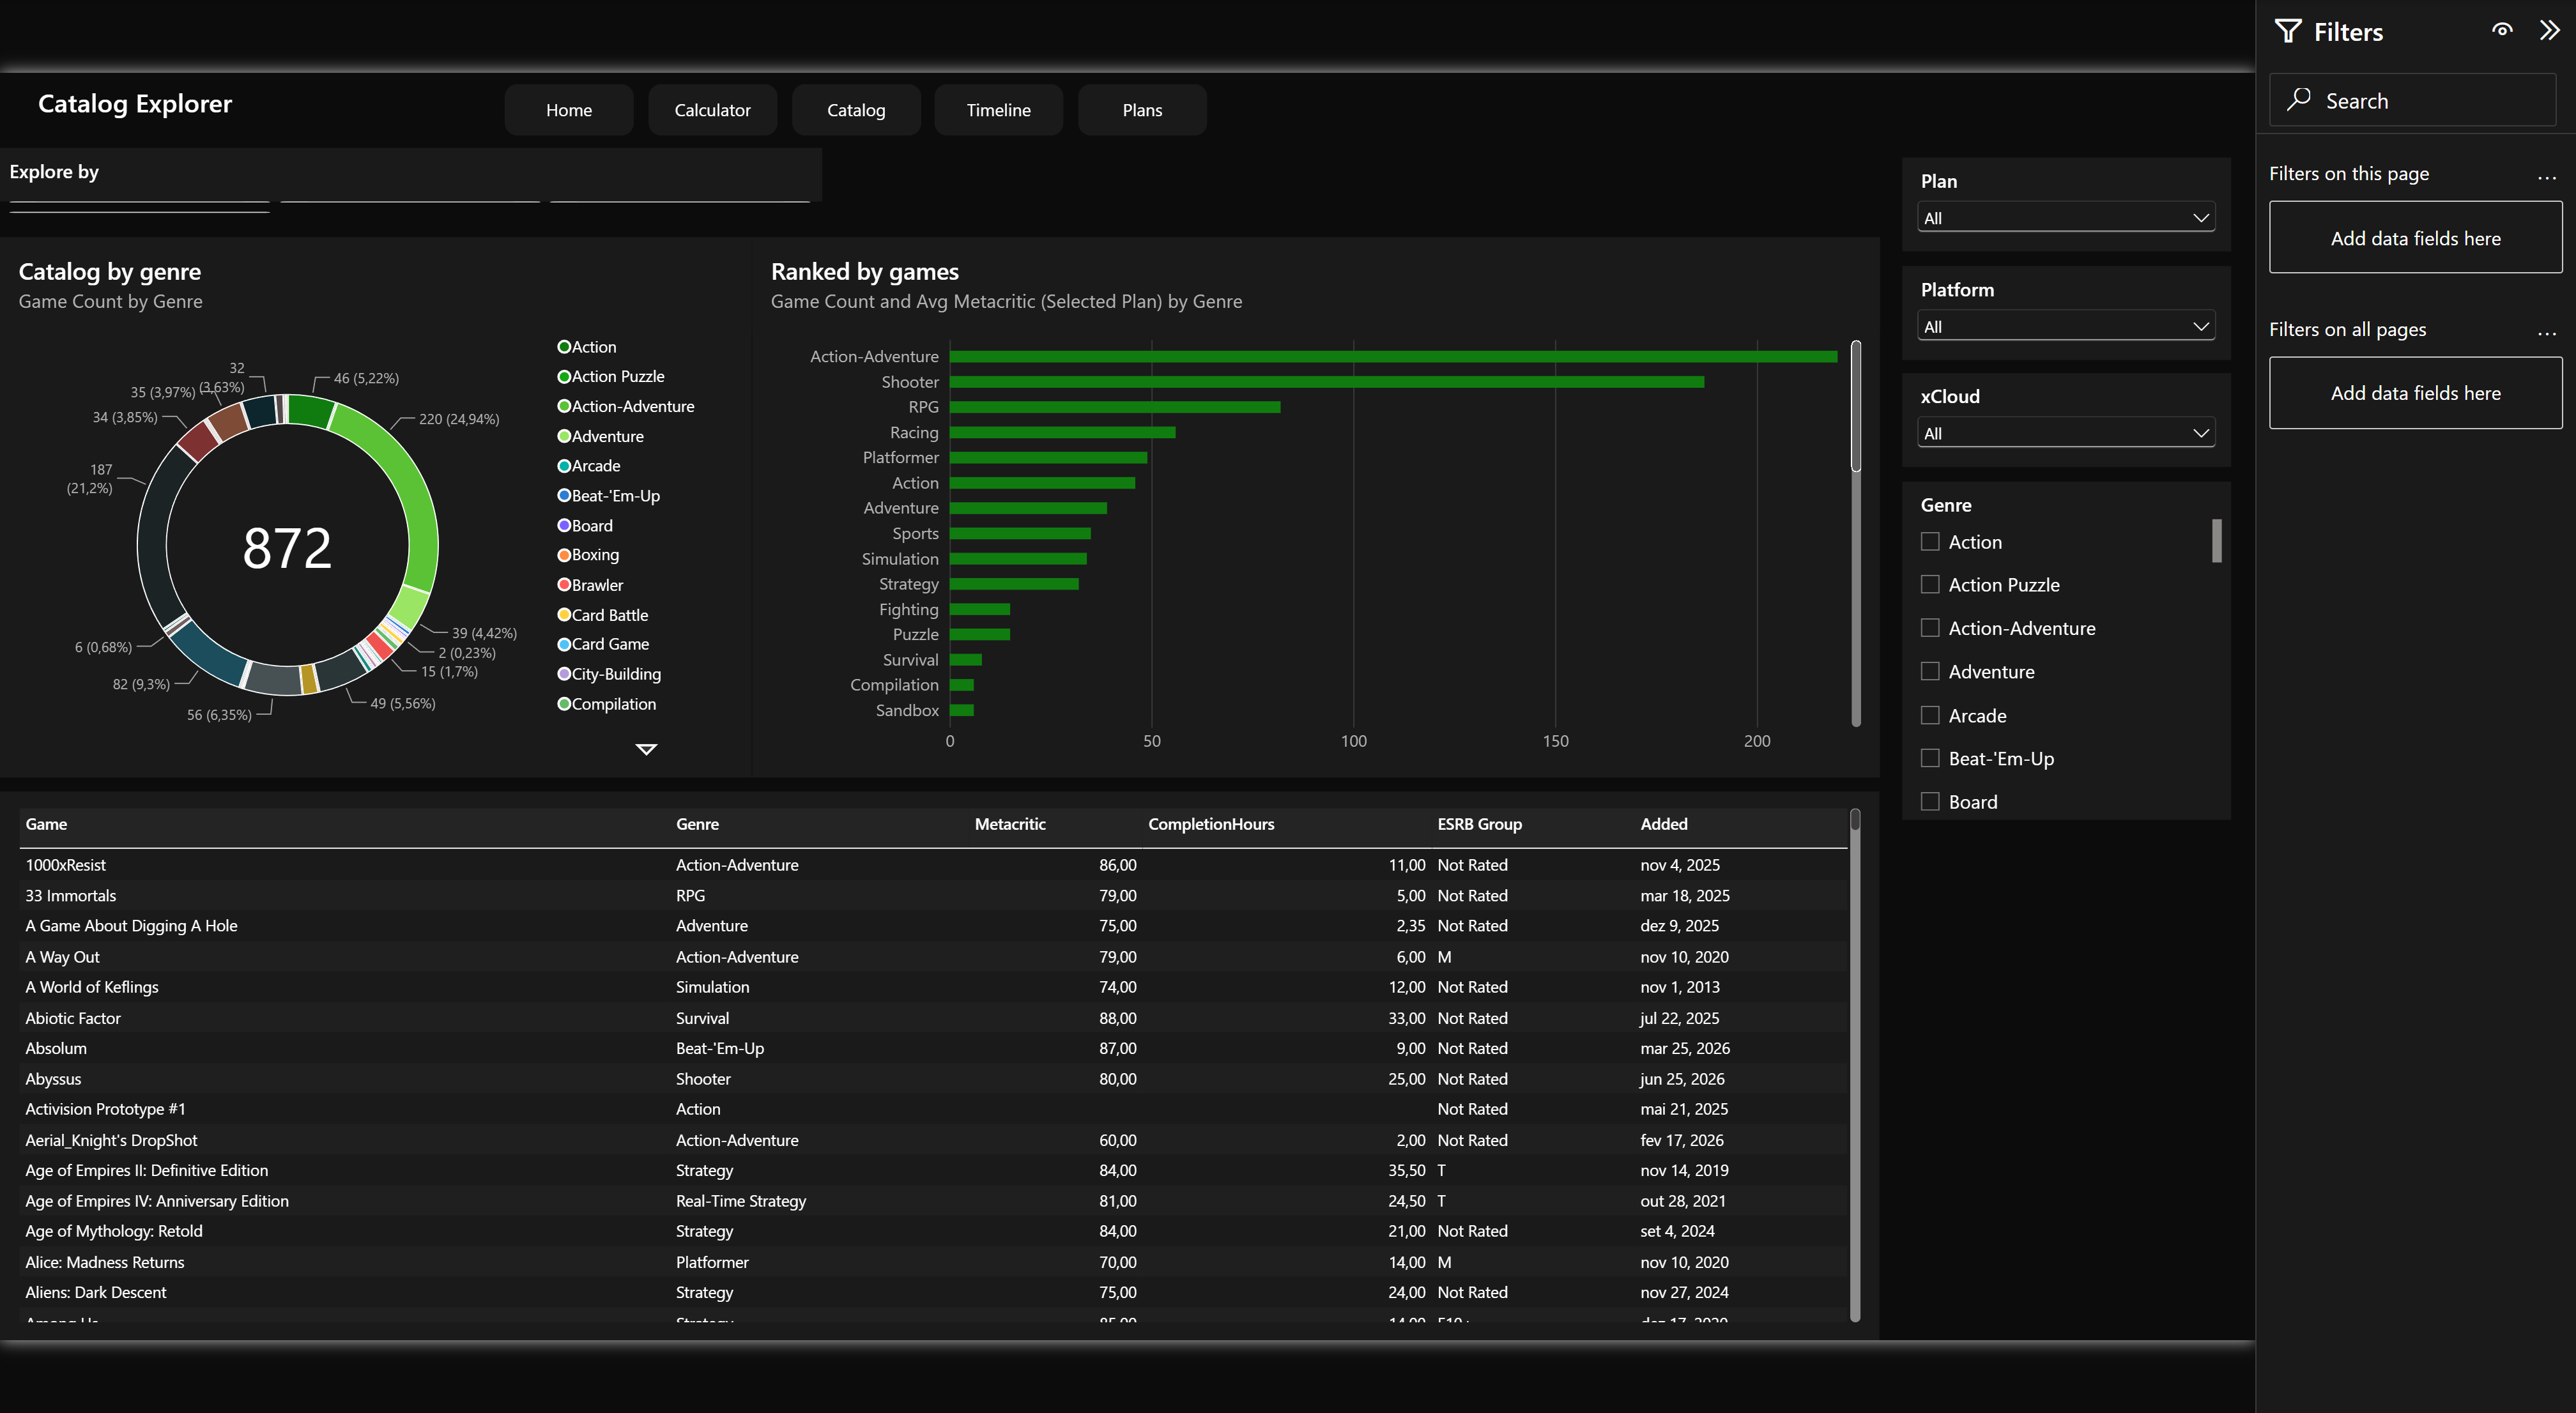 Catalog Explorer
Home
Calculator
Catalog
Timeline
Plans
Explore by
Catalog by genre
Game Count by Genre
32
(3,63%)
35 (3,97%)
34 (3,85%)
187
(21,2%)
6 (0,68%)
82 (9,3%)
56 (6,35%)
46 (5,22%)
220 (24,94%)
39 (4,42%)
2 (0,23%)
15 (1,7%)
49 (5,56%)
872
Action
Action Puzzle
Action-Adventure
Adventure
Arcade
Beat-'Em-Up
Board
Boxing
Brawler
Card Battle
Card Game
City-Building
Compilation
Ranked by games
Game Count and Avg Metacritic (Selected Plan) by Genre
Action-Adventure
Shooter
RPG
Racing
Platformer
Action
Adventure
Sports
Simulation
Strategy
Fighting
Puzzle
Survival
Compilation
Sandbox
0 50 100 150 200
Plan
All
Platform
All
xCloud
All
Genre
Action
Action Puzzle
Action-Adventure
Adventure
Arcade
Beat-'Em-Up
Board
Game Genre Metacritic CompletionHours ESRB Group Added
1000xResist Action-Adventure 86,00 11,00 Not Rated nov 4, 2025
33 Immortals RPG 79,00 5,00 Not Rated mar 18, 2025
A Game About Digging A Hole Adventure 75,00 2,35 Not Rated dez 9, 2025
A Way Out Action-Adventure 79,00 6,00 M nov 10, 2020
A World of Keflings Simulation 74,00 12,00 Not Rated nov 1, 2013
Abiotic Factor Survival 88,00 33,00 Not Rated jul 22, 2025
Absolum Beat-'Em-Up 87,00 9,00 Not Rated mar 25, 2026
Abyssus Shooter 80,00 25,00 Not Rated jun 25, 2026
Activision Prototype #1 Action Not Rated mai 21, 2025
Aerial_Knight's DropShot Action-Adventure 60,00 2,00 Not Rated fev 17, 2026
Age of Empires II: Definitive Edition Strategy 84,00 35,50 T nov 14, 2019
Age of Empires IV: Anniversary Edition Real-Time Strategy 81,00 24,50 T out 28, 2021
Age of Mythology: Retold Strategy 84,00 21,00 Not Rated set 4, 2024
Alice: Madness Returns Platformer 70,00 14,00 M nov 10, 2020
Aliens: Dark Descent Strategy 75,00 24,00 Not Rated nov 27, 2024
Filters
Search
Filters on this page
...
Add data fields here
Filters on all pages
...
Add data fields here